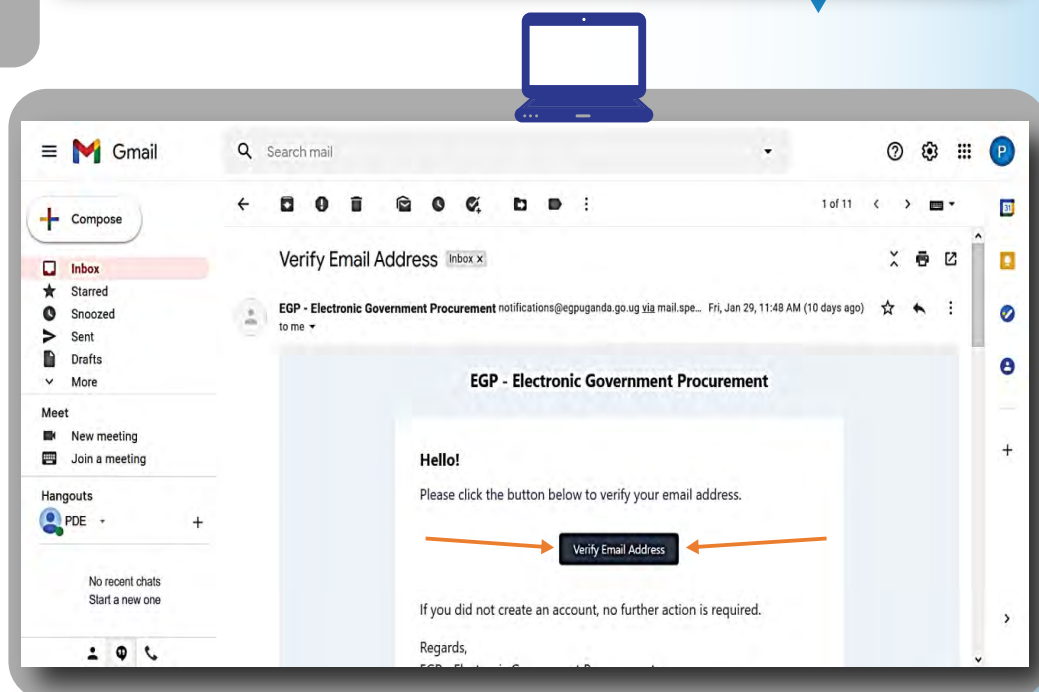 Gmail
Search mail
P
Compose
1 of 11
31
Verify Email Address Inbox x
Inbox
Starred
Snoozed
Sent
Drafts
More
EGP - Electronic Government Procurement notifications@egpuganda.go.ug via mail.spe... Fri, Jan 29, 11:48 AM (10 days ago)
to me
EGP - Electronic Government Procurement
Meet
New meeting
Join a meeting
Hello!
Please click the button below to verify your email address.
Hangouts
PDE
Verify Email Address
No recent chats
Start a new one
If you did not create an account, no further action is required.
Regards,